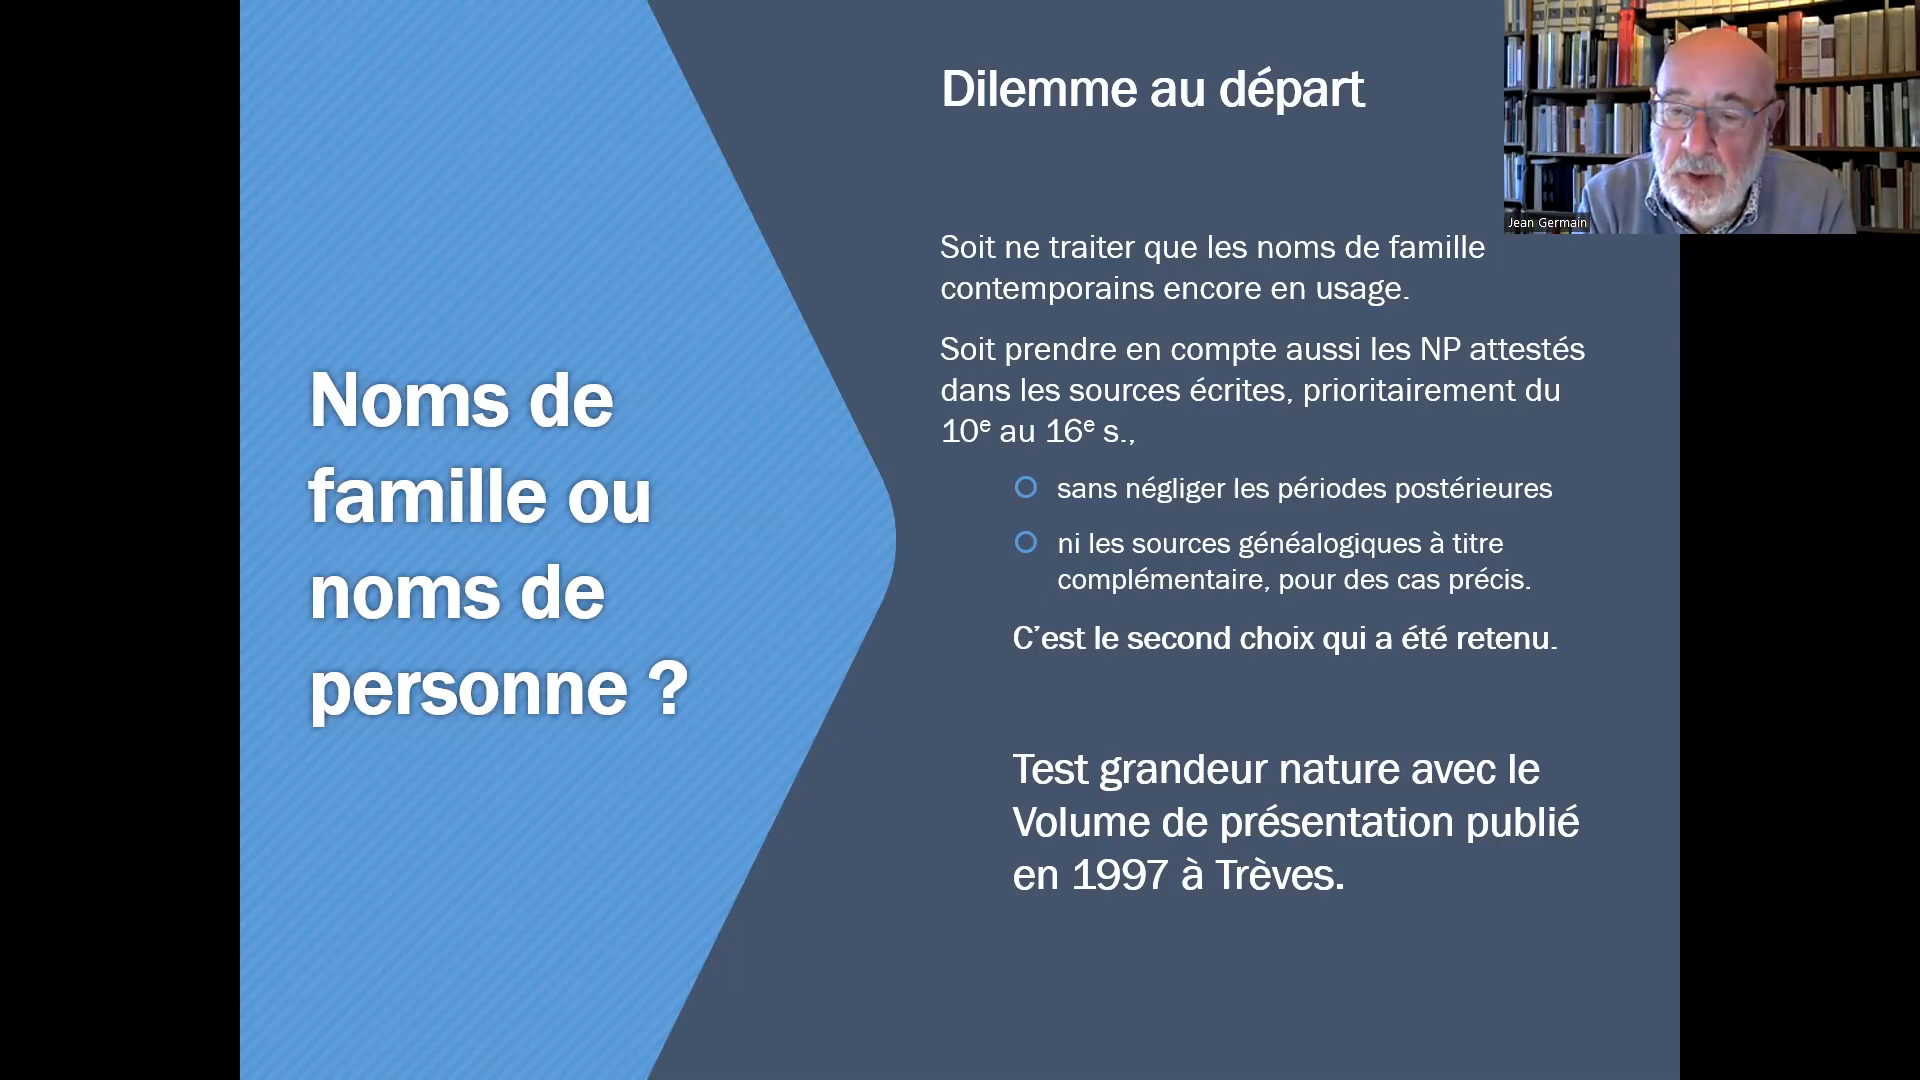 Noms de
famille ou
noms de
personne ?
Dilemme au départ
Soit ne traiter que les noms de famille
contemporains encore en usage.
Soit prendre en compte aussi les NP attestés
dans les sources écrites, prioritairement du
10ᵉ au 16ᵉ s.,
sans négliger les périodes postérieures
ni les sources généalogiques à titre
complémentaire, pour des cas précis.
C’est le second choix qui a été retenu.
Test grandeur nature avec le
Volume de présentation publié
en 1997 à Trèves.
Jean Germain